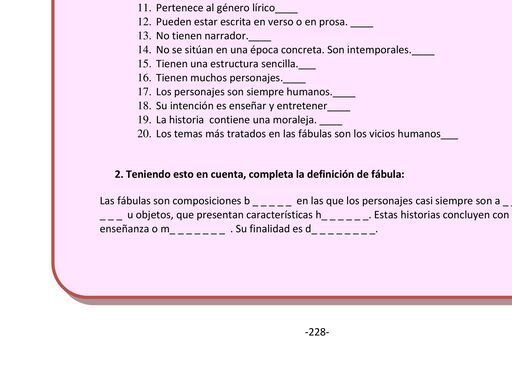 11. Pertenece al género lírico____
12. Pueden estar escrita en verso o en prosa. ____
13. No tienen narrador.____
14. No se sitúan en una época concreta. Son intemporales.____
15. Tienen una estructura sencilla.___
16. Tienen muchos personajes.____
17. Los personajes son siempre humanos.____
18. Su intención es enseñar y entretener____
19. La historia contiene una moraleja. ____
20. Los temas más tratados en las fábulas son los vicios humanos___
2. Teniendo esto en cuenta, completa la definición de fábula:
Las fábulas son composiciones b _ _ _ _ _ en las que los personajes casi siempre son a _ _
_ _ _ u objetos, que presentan características h_ _ _ _ _ _. Estas historias concluyen con
enseñanza o m_ _ _ _ _ _ _ . Su finalidad es d_ _ _ _ _ _ _ _.
-228-